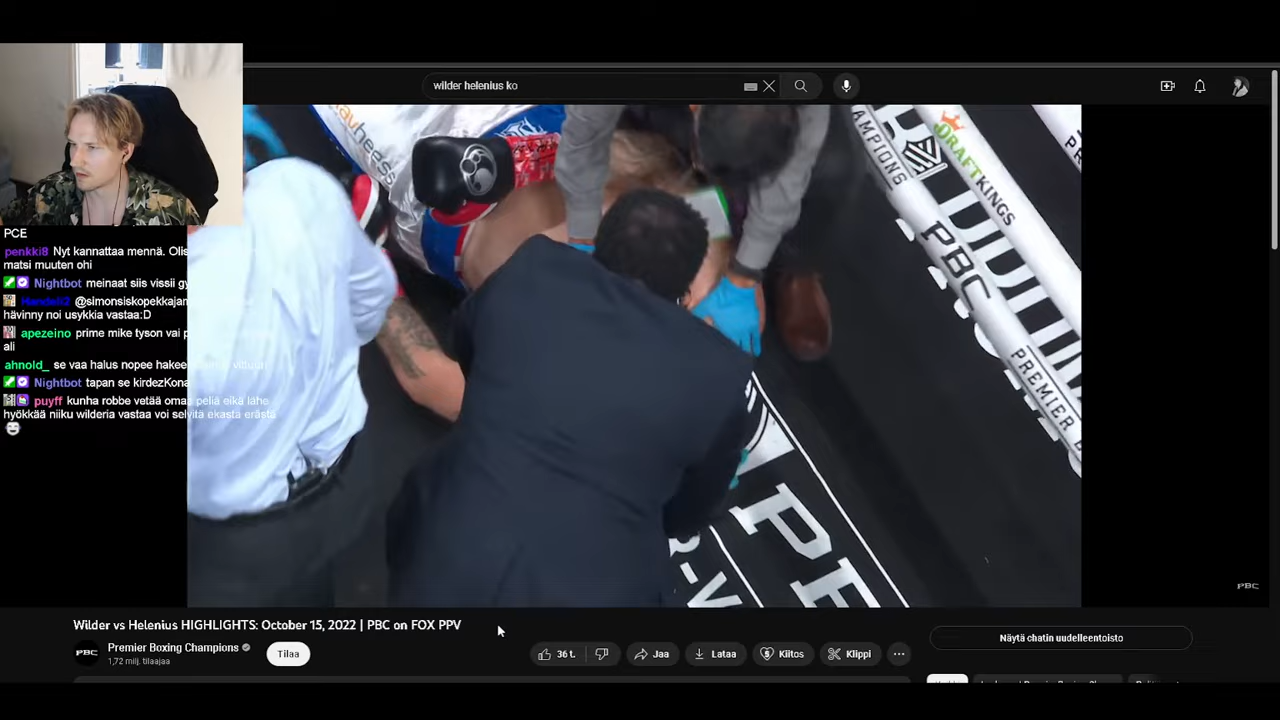 wilder helenius ko
PCE
penkki8 Nyt kannattaa mennä. Olis
matsi muuten ohi
Nightbot meinaat siis vissii gy
@simonsiskopekkajam
hävinny noi usykkia vastaa:D
apezeino prime mike tyson vai p
ali
ahnold_ se vaa halus nopee hakee
Nightbot tapan se kirdezKona
puyff kunha robbe vetää omas peliä eikä lähe
hyökkää niiku wilderia vastaa voi selvitä ekasta erästä
CHAMPIONS
DRAFTKINGS
PBC
PREMIER B
PBC
Wilder vs Helenius HIGHLIGHTS: October 15, 2022 | PBC on FOX PPV
PBC
Premier Boxing Champions
1,72 milj. tilaajaa
Tilaa
36 t.
Jaa
Lataa
Kiitos
Klippi
Näytä chatin uudelleentoisto